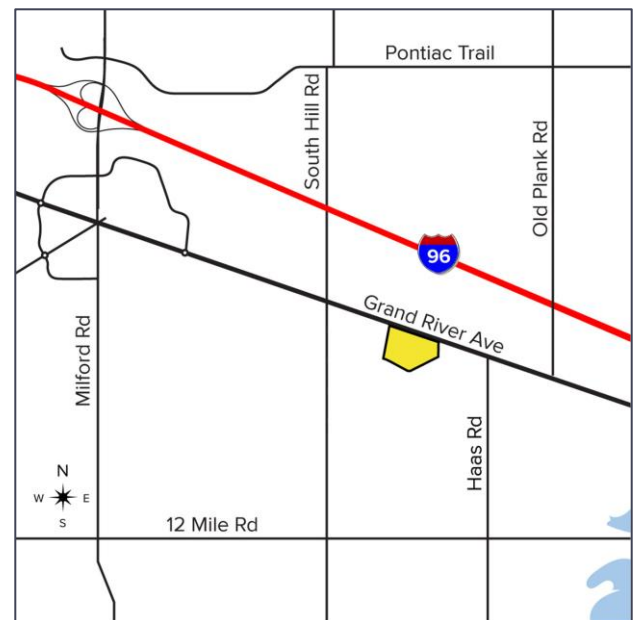 Pontiac Trail
South Hill Rd
Old Plank Rd
96
Grand River Ave
Milford Rd
Haas Rd
N
W E
S
12 Mile Rd